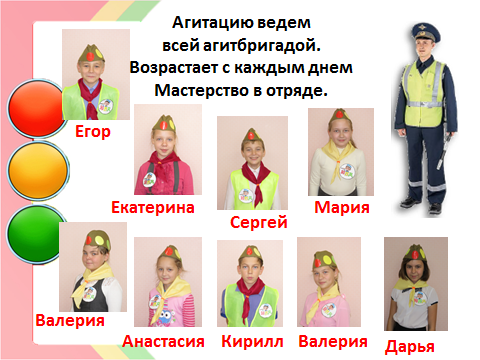 Агитацию ведем
всей агитбригадой.
Возрастает с каждым днем
Мастерство в отряде.
Егор
Екатерина
Сергей
Мария
Валерия
Анастасия
Кирилл
Валерия
Дарья